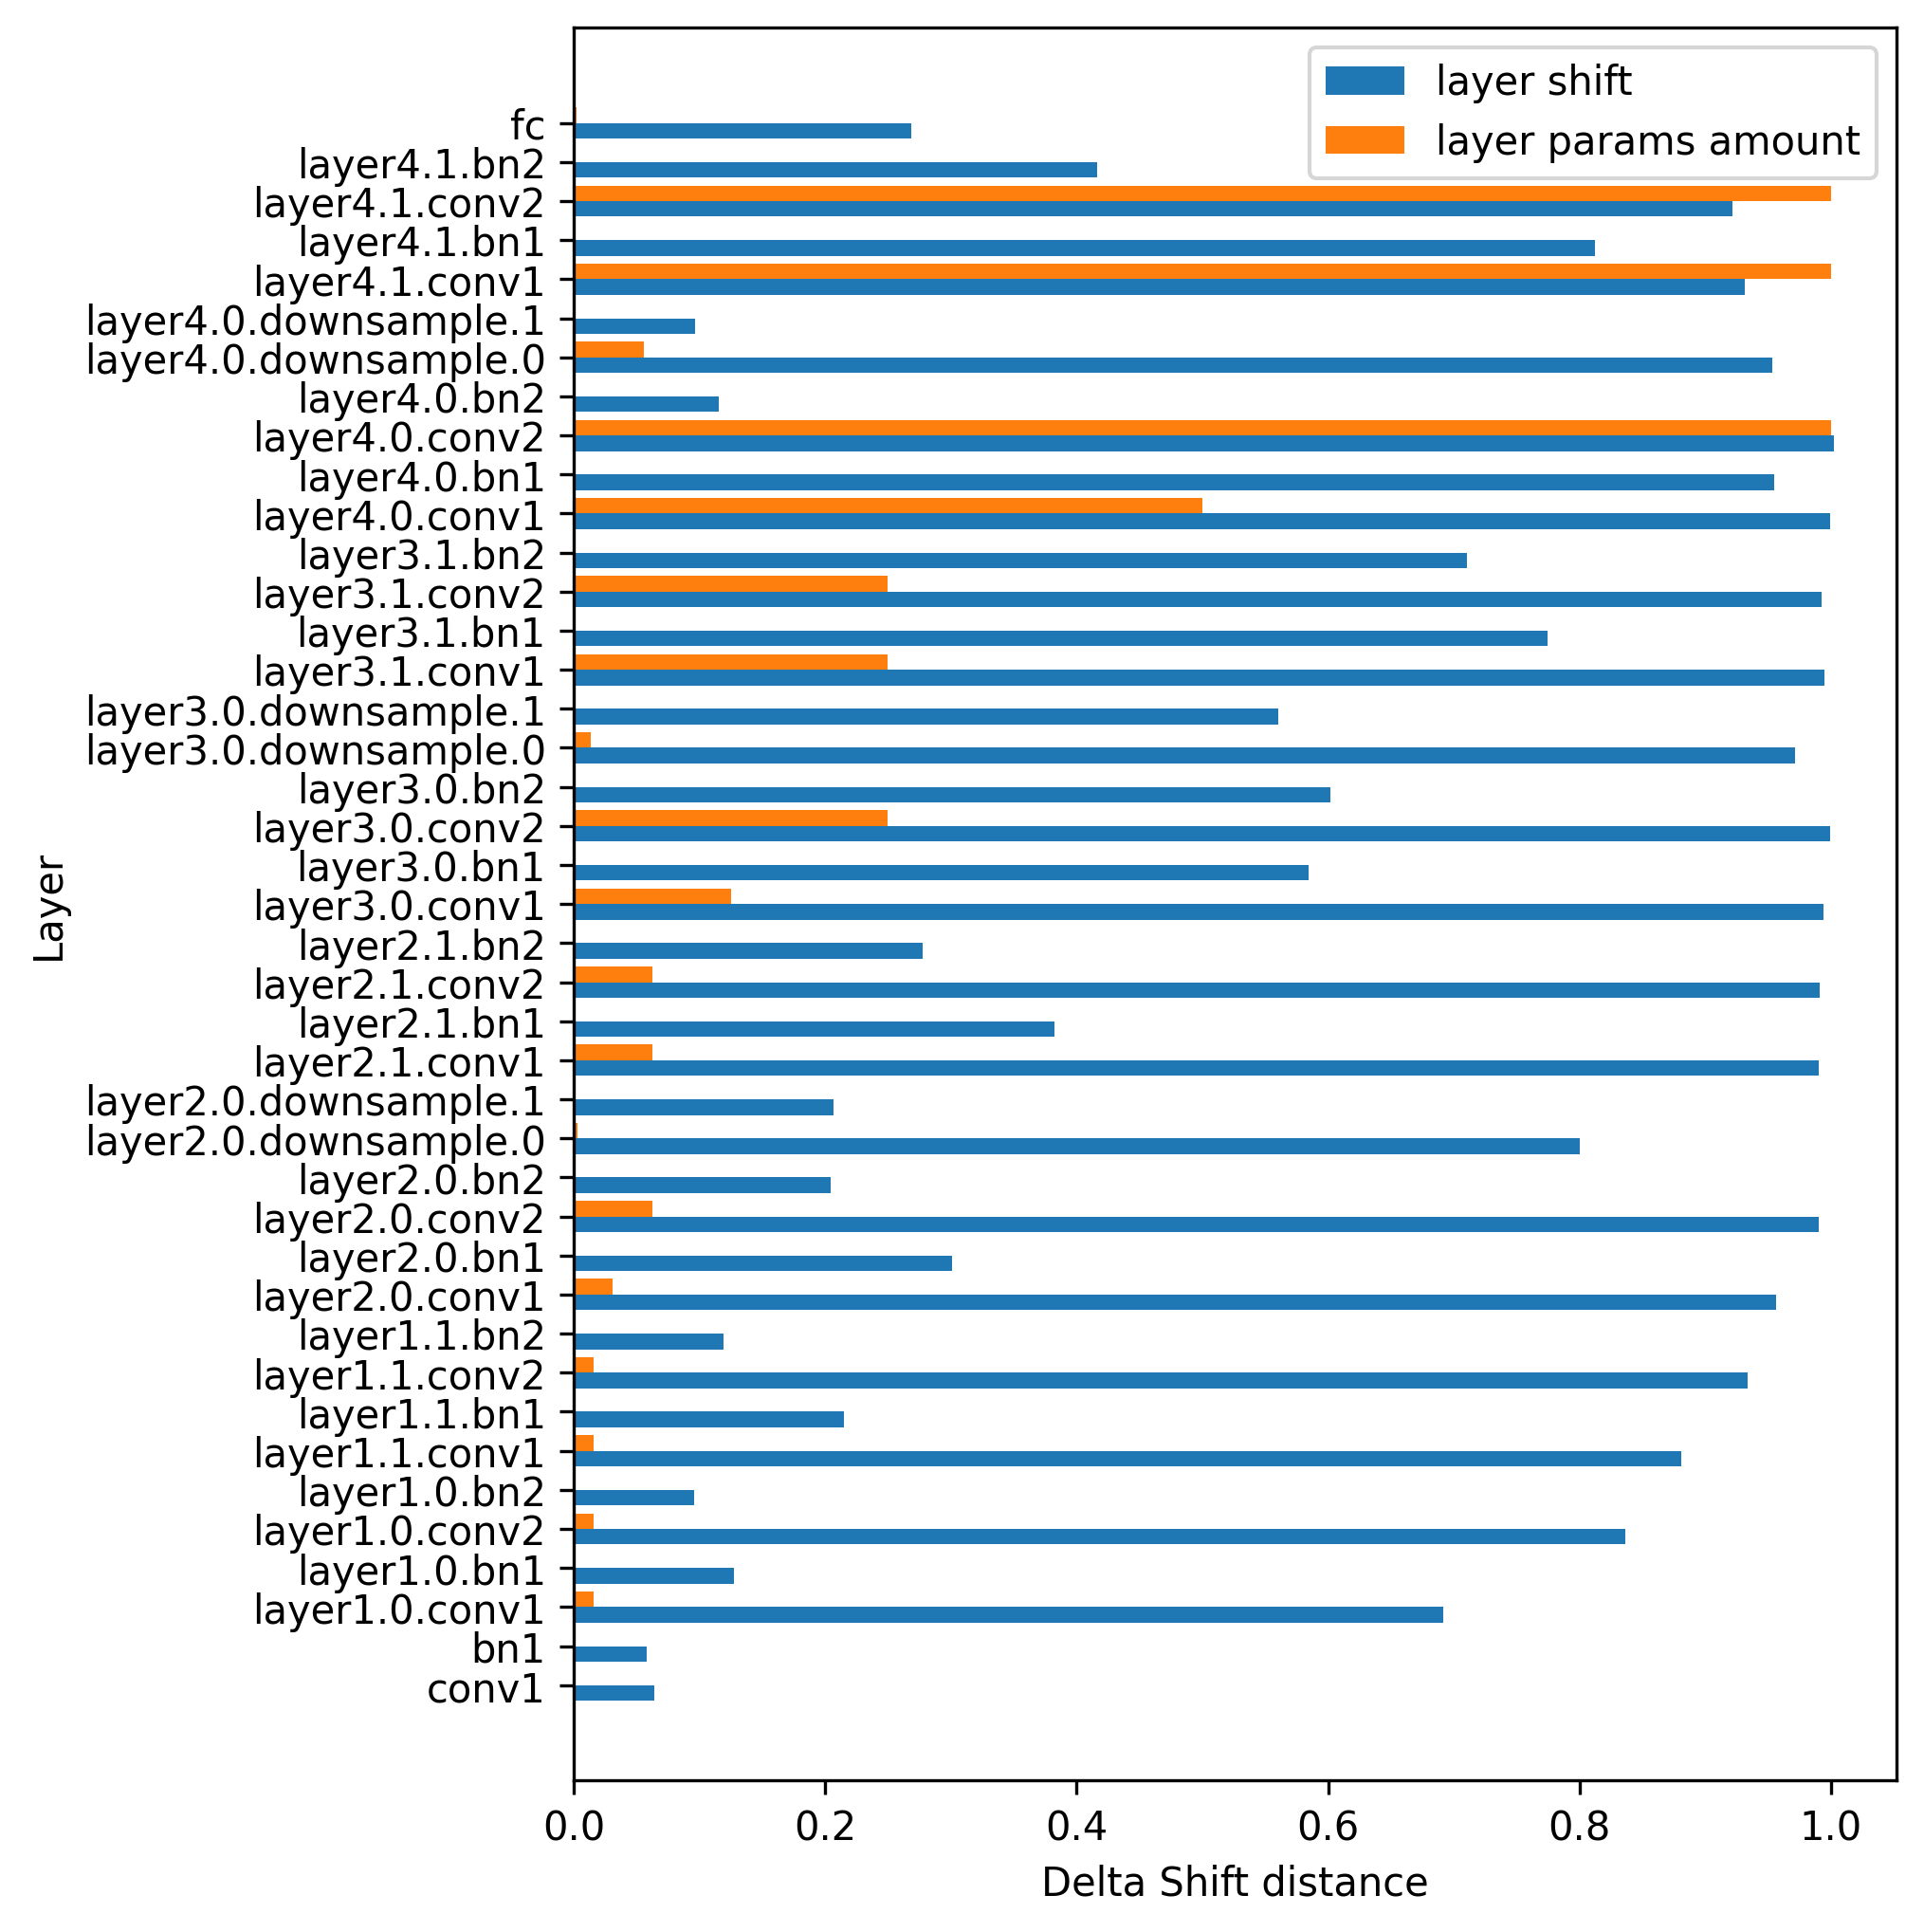 layer shift
layer params amount
fc
layer4.1.bn2
layer4.1.conv2
layer4.1.bn1
layer4.1.conv1
layer4.0.downsample.1
layer4.0.downsample.0
layer4.0.bn2
layer4.0.conv2
layer4.0.bn1
layer4.0.conv1
layer3.1.bn2
layer3.1.conv2
layer3.1.bn1
layer3.1.conv1
layer3.0.downsample.1
layer3.0.downsample.0
layer3.0.bn2
layer3.0.conv2
layer3.0.bn1
layer3.0.conv1
layer2.1.bn2
layer2.1.conv2
layer2.1.bn1
layer2.1.conv1
layer2.0.downsample.1
layer2.0.downsample.0
layer2.0.bn2
layer2.0.conv2
layer2.0.bn1
layer2.0.conv1
layer1.1.bn2
layer1.1.conv2
layer1.1.bn1
layer1.1.conv1
layer1.0.bn2
layer1.0.conv2
layer1.0.bn1
layer1.0.conv1
bn1
conv1
Layer
0.0 0.2 0.4 0.6 0.8 1.0
Delta Shift distance